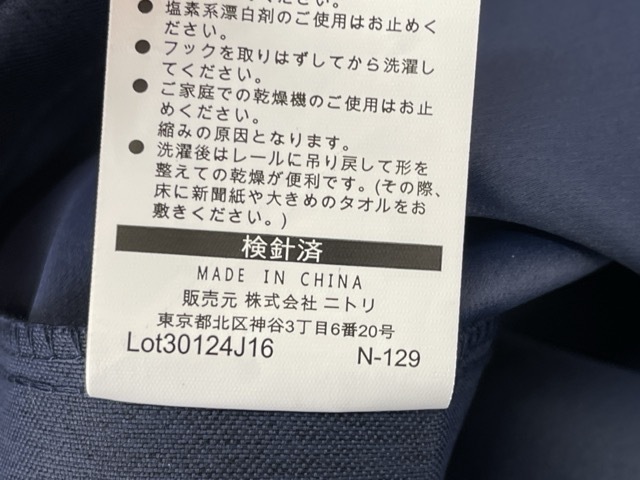 ください。
●塩素系漂白剤のご使用はお止めく
ださい。
●フックを取りはずしてから洗濯し
てください。
●ご家庭での乾燥機のご使用はお止
めください。
縮みの原因となります。
●洗濯後はレールに吊り戻して形を
整えての乾燥が便利です。(その際、
床に新聞紙や大きめのタオルをお
敷きください。)
検針済
MADE IN CHINA
販売元 株式会社 ニトリ
東京都北区神谷3丁目6番20号
Lot30124J16 N-129